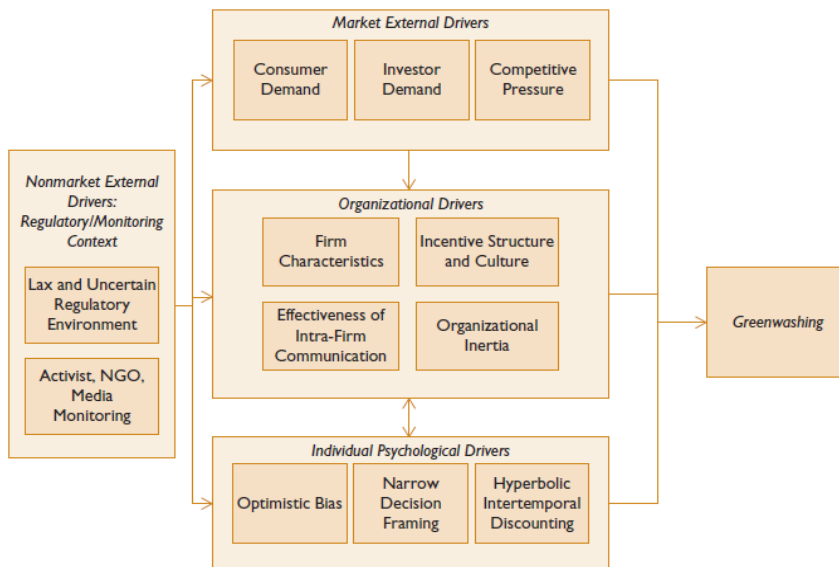 Market External Drivers
Consumer
Demand
Investor
Demand
Competitive
Pressure
Nonmarket External
Drivers:
Regulatory/Monitoring
Context
Lax and Uncertain
Regulatory
Environment
Activist, NGO,
Media
Monitoring
Organizational Drivers
Firm
Characteristics
Incentive Structure
and Culture
Effectiveness of
Intra-Firm
Communication
Organizational
Inertia
Individual Psychological Drivers
Optimistic Bias
Narrow
Decision
Framing
Hyperbolic
Intertemporal
Discounting
Greenwashing